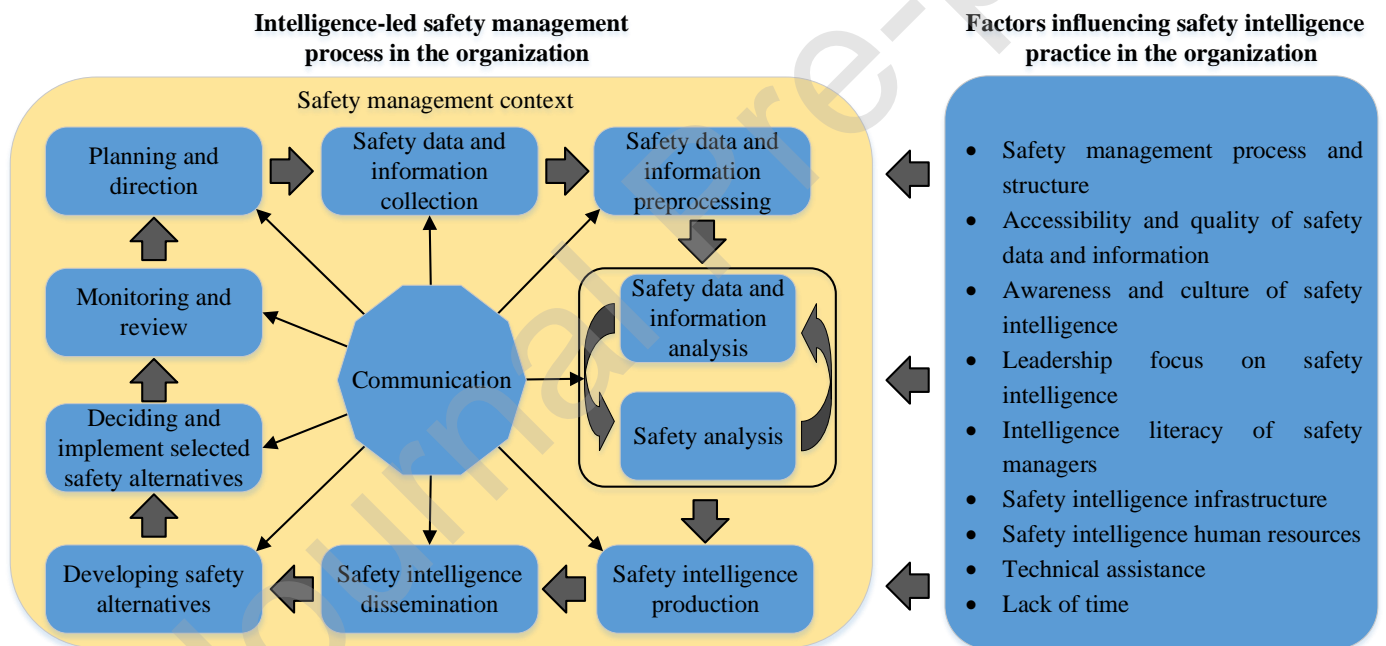 Intelligence-led safety management
process in the organization
Factors influencing safety intelligence
practice in the organization
Safety management context
Planning and
direction
Safety data and
information
collection
Safety data and
information
preprocessing
Monitoring and
review
Safety data and
information
analysis
Communication
Deciding and
implement selected
safety alternatives
Safety analysis
Developing safety
alternatives
Safety intelligence
dissemination
Safety intelligence
production
• Safety management process and
structure
• Accessibility and quality of safety
data and information
• Awareness and culture of safety
intelligence
• Leadership focus on safety
intelligence
• Intelligence literacy of safety
managers
• Safety intelligence infrastructure
• Safety intelligence human resources
• Technical assistance
• Lack of time
Journal Pre-p